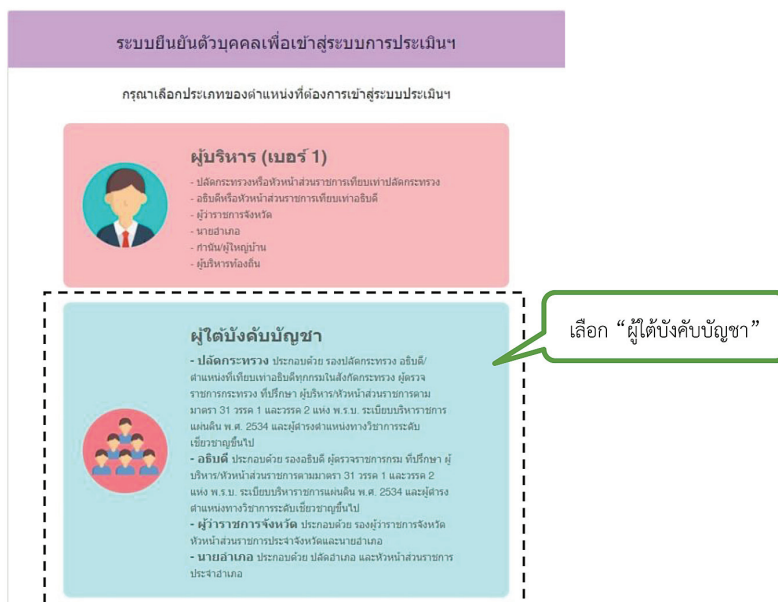 ระบบยืนยันตัวบุคคลเพื่อเข้าสู่ระบบการประเมินฯ
กรุณาเลือกประเภทของตำแหน่งที่ต้องการเข้าสู่ระบบประเมินฯ
ผู้บริหาร (เบอร์ 1)
- ปลัดกระทรวงหรือหัวหน้าส่วนราชการเทียบเท่าปลัดกระทรวง
- อธิบดีหรือหัวหน้าส่วนราชการเทียบเท่าอธิบดี
- ผู้ว่าราชการจังหวัด
- นายอำเภอ
- กำนัน/ผู้ใหญ่บ้าน
- ผู้บริหารท้องถิ่น
ผู้ใต้บังคับบัญชา
- ปลัดกระทรวง ประกอบด้วย รองปลัดกระทรวง อธิบดี/
ตำแหน่งที่เทียบเท่าอธิบดีทุกกรมในสังกัดกระทรวง ผู้ตรวจ
ราชการกระทรวง ที่ปรึกษา ผู้บริหาร/หัวหน้าส่วนราชการตาม
มาตรา 31 วรรค 1 และวรรค 2 แห่ง พ.ร.บ. ระเบียบบริหาราชการ
แผ่นดิน พ.ศ. 2534 และผู้ดำรงตำแหน่งทางวิชาการระดับ
เชี่ยวชาญขึ้นไป
- อธิบดี ประกอบด้วย รองอธิบดี ผู้ตรวจราชการกรม ที่ปรึกษา ผู้
บริหาร/หัวหน้าส่วนราชการตามมาตรา 31 วรรค 1 และวรรค 2
แห่ง พ.ร.บ. ระเบียบบริหาราชการแผ่นดิน พ.ศ. 2534 และผู้ดำรง
ตำแหน่งทางวิชาการระดับเชี่ยวชาญขึ้นไป
- ผู้ว่าราชการจังหวัด ประกอบด้วย รองผู้ว่าราชการจังหวัด
หัวหน้าส่วนราชการประจำจังหวัดและนายอำเภอ
- นายอำเภอ ประกอบด้วย ปลัดอำเภอ และหัวหน้าส่วนราชการ
ประจำอำเภอ
เลือก “ผู้ใต้บังคับบัญชา”